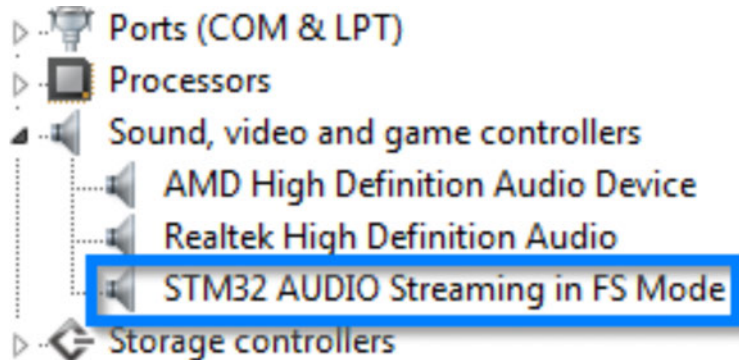 Ports (COM & LPT)
Processors
Sound, video and game controllers
AMD High Definition Audio Device
Realtek High Definition Audio
STM32 AUDIO Streaming in FS Mode
Storage controllers